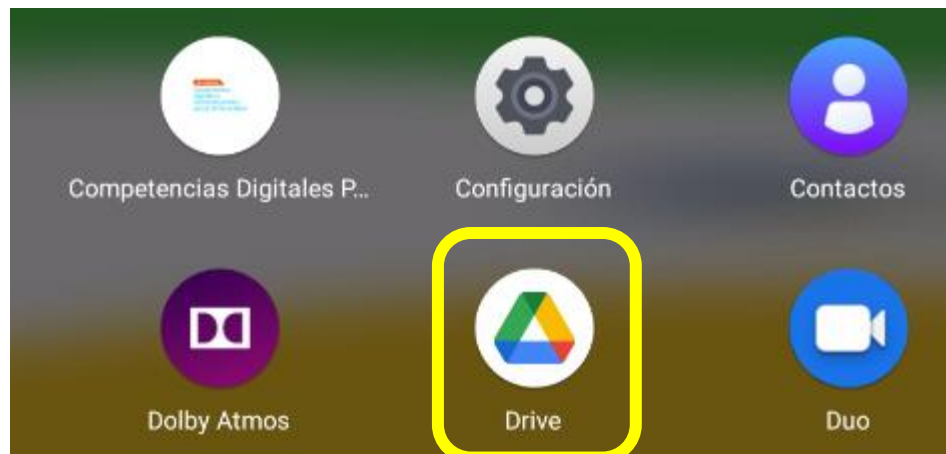 Competencias Digitales P...
Configuración
Contactos
Dolby Atmos
Drive
Duo